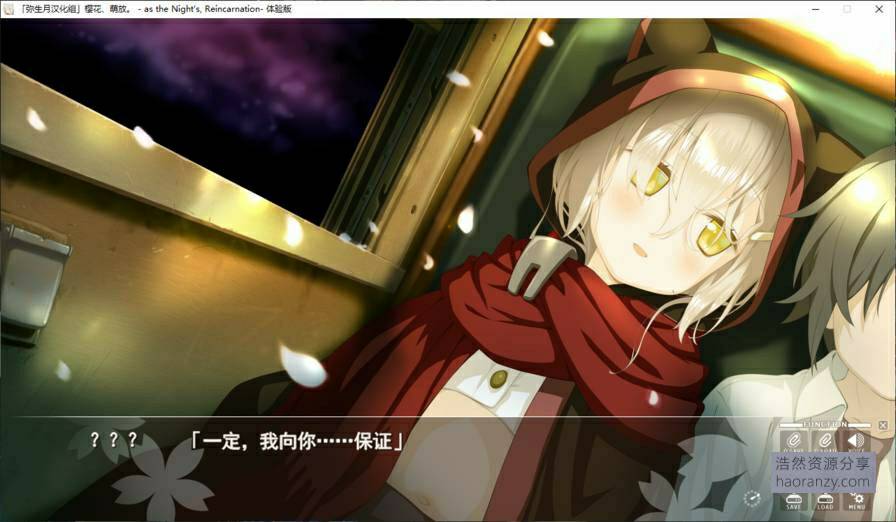 「弥生月汉化组」樱花、萌放。 - as the Night's, Reincarnation- 体验版
？？？ 「一定，我向你……保证」
FUNCTION
浩然资源分享
haoranzy.com
SAVE LOAD MENU